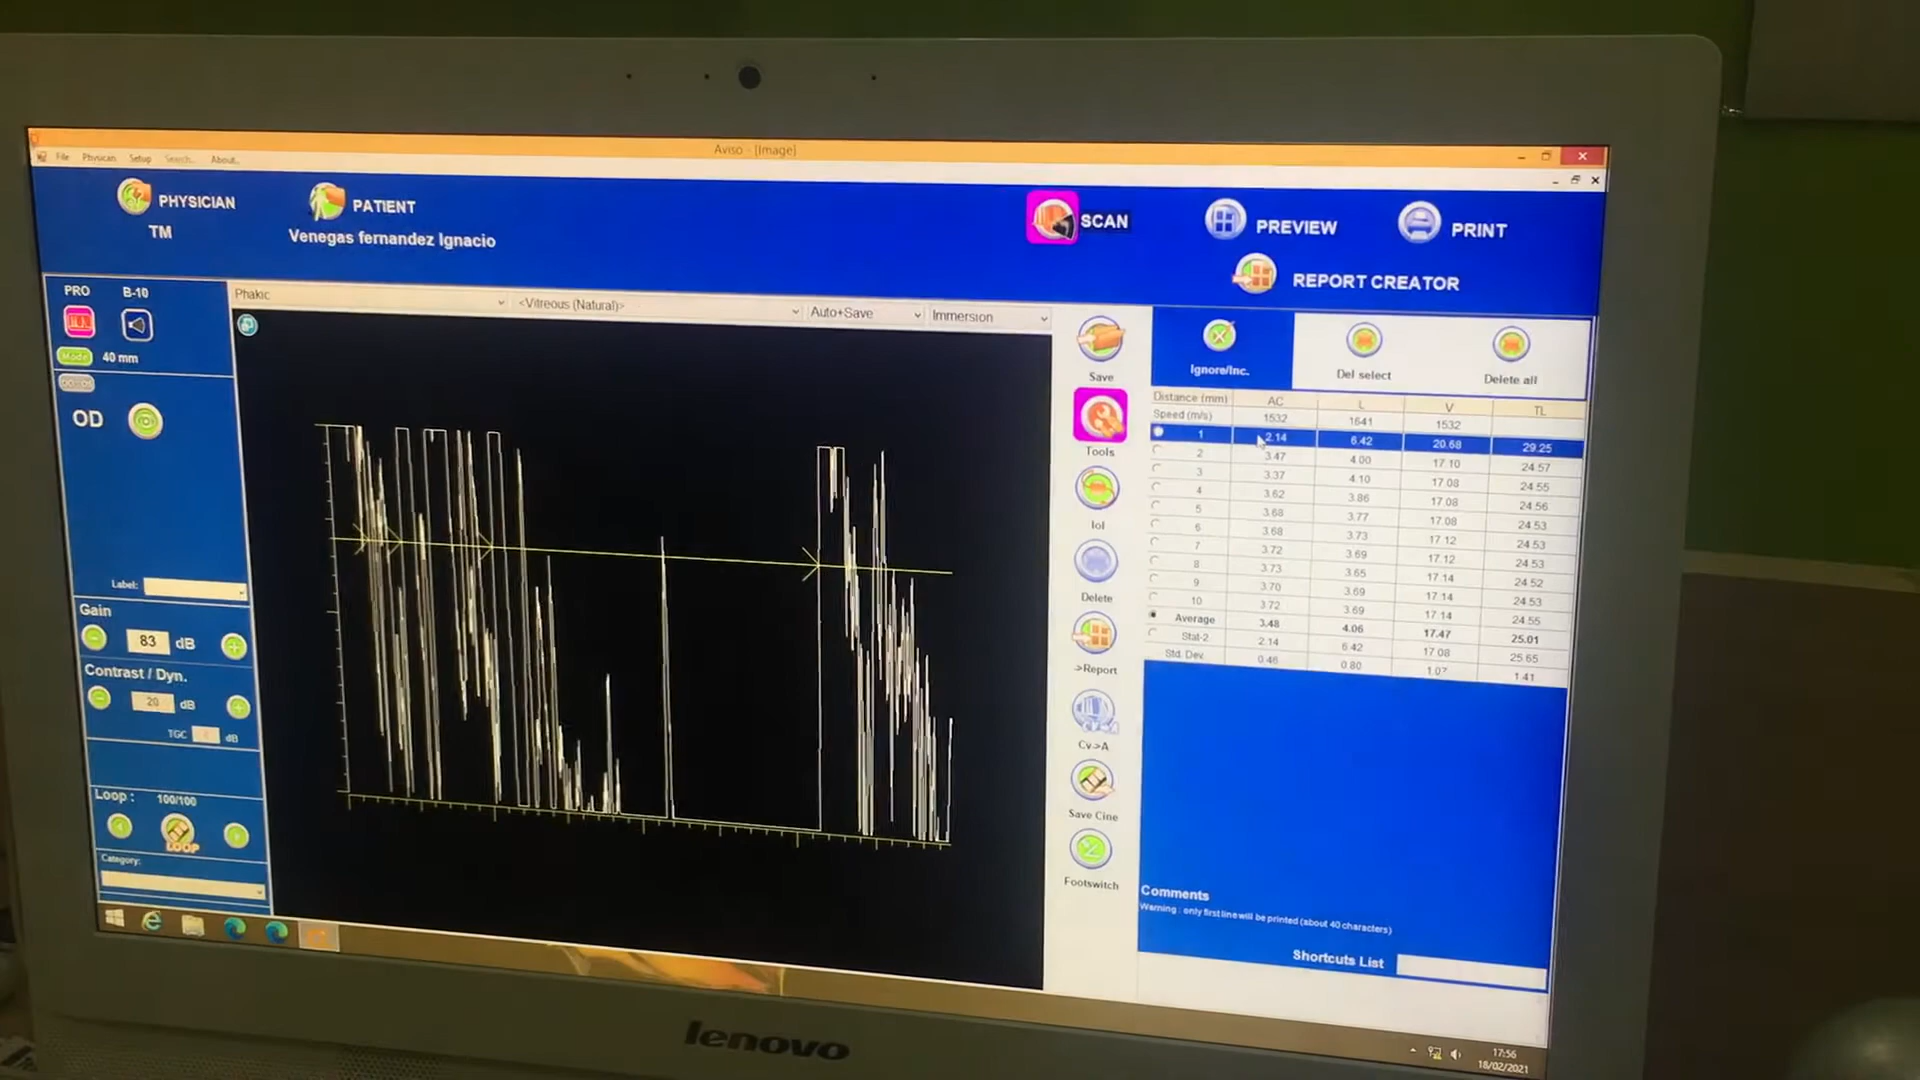 Aviso - [Image]
File Physician Setup Search... About...
PHYSICIAN
TM
PATIENT
Venegas fernandez Ignacio
SCAN
PREVIEW
PRINT
REPORT CREATOR
PRO B-10
Mode 40 mm
OD
Label:
Gain
83 dB
Contrast / Dyn.
20 dB
TGC dB
Loop : 100/100
LOOP
Category:
Phakic
<Vitreous (Natural)>
Auto+Save
Immersion
Save
Tools
Iol
Delete
->Report
Cv->A
Save Cine
Footswitch
Ignore/Inc.
Del select
Delete all
Distance (mm) AC L V TL
Speed (m/s) 1532 1641 1532
1 2.14 6.42 20.68 29.25
2 3.47 4.00 17.10 24.57
3 3.37 4.10 17.08 24.55
4 3.62 3.86 17.08 24.56
5 3.68 3.77 17.08 24.53
6 3.68 3.73 17.12 24.53
7 3.72 3.69 17.12 24.53
8 3.73 3.65 17.14 24.52
9 3.70 3.69 17.14 24.53
10 3.72 3.69 17.14 24.55
Average 3.48 4.06 17.47 25.01
Stat-2 2.14 6.42 17.08 25.65
Std. Dev. 0.46 0.80 1.07 1.41
Comments
Warning : only first line will be printed (about 40 characters)
Shortcuts List
17:56
18/02/2021
lenovo